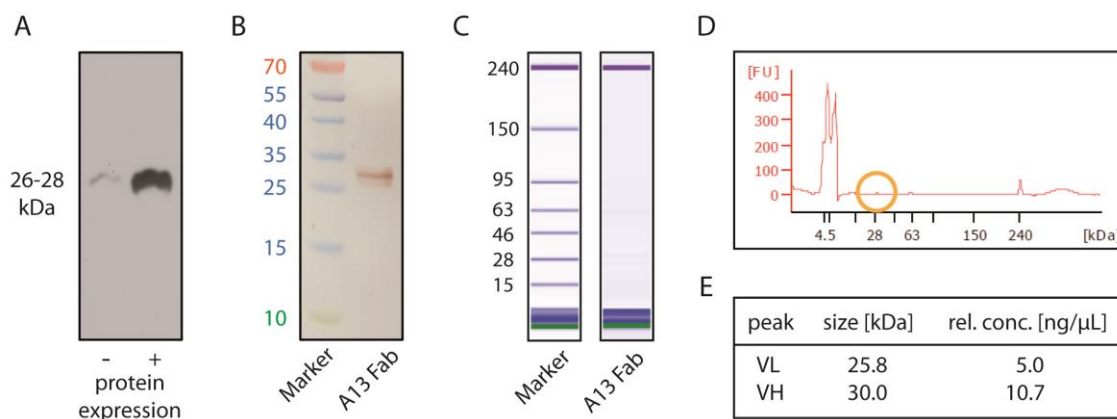 A
26-28
kDa
- +
protein
expression
B
70
55
40
35
25
15
10
Marker
A13 Fab
C
240
150
95
63
46
28
15
Marker
A13 Fab
D
[FU]
400
300
200
100
0
4.5 28 63 150 240 [kDa]
E
peak size [kDa] rel. conc. [ng/µL]
VL 25.8 5.0
VH 30.0 10.7